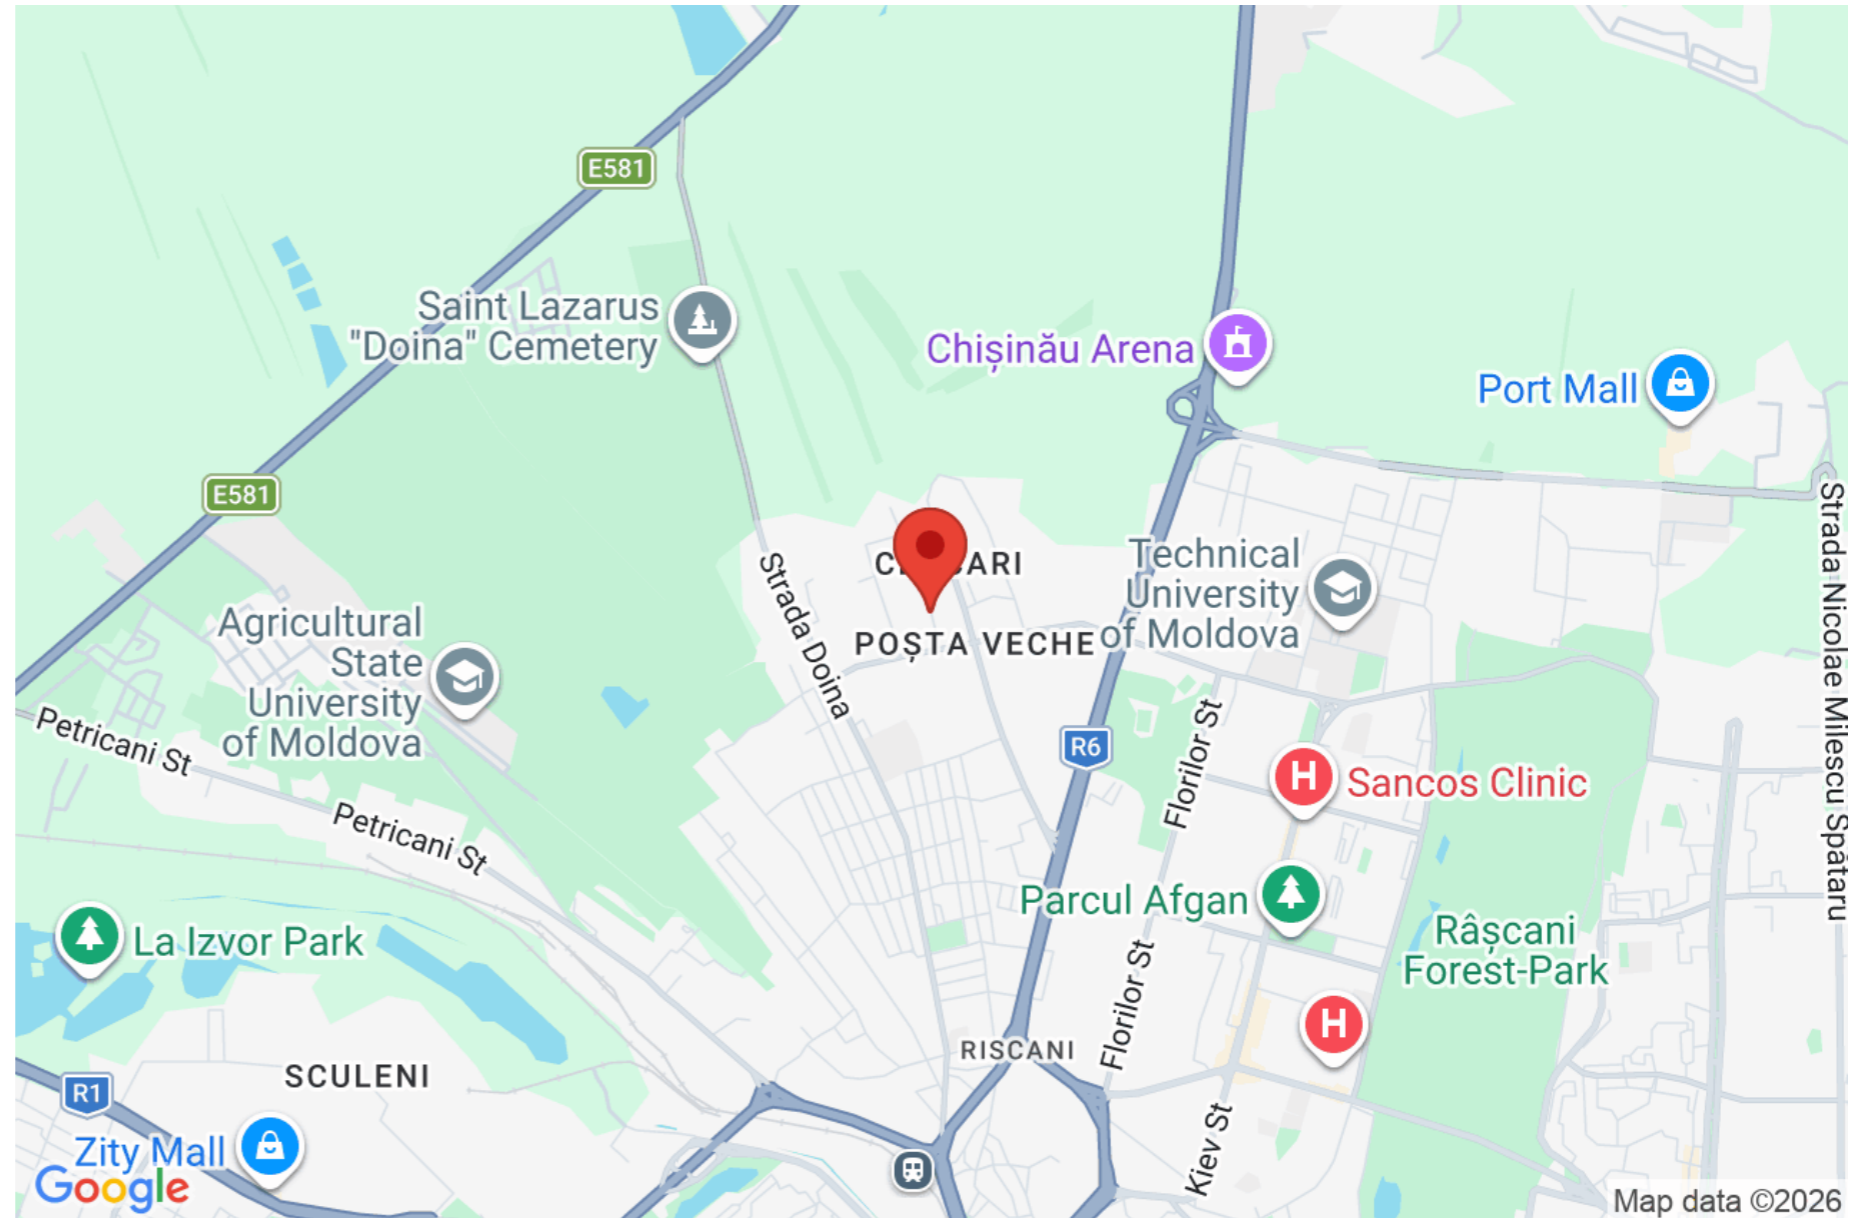 E581
Saint Lazarus
"Doina" Cemetery
Chișinău Arena
Port Mall
E581
Strada Nicolae Milescu Spătaru
Strada Doina
POȘTA VECHE
Technical
University
of Moldova
Agricultural
State
University
of Moldova
Petricani St
Petricani St
R6
Florilor St
Sancos Clinic
H
Parcul Afgan
La Izvor Park
Râșcani
Forest-Park
Florilor St
H
RISCANI
SCULENI
R1
Zity Mall
Kiev St
Google
Map data ©2026